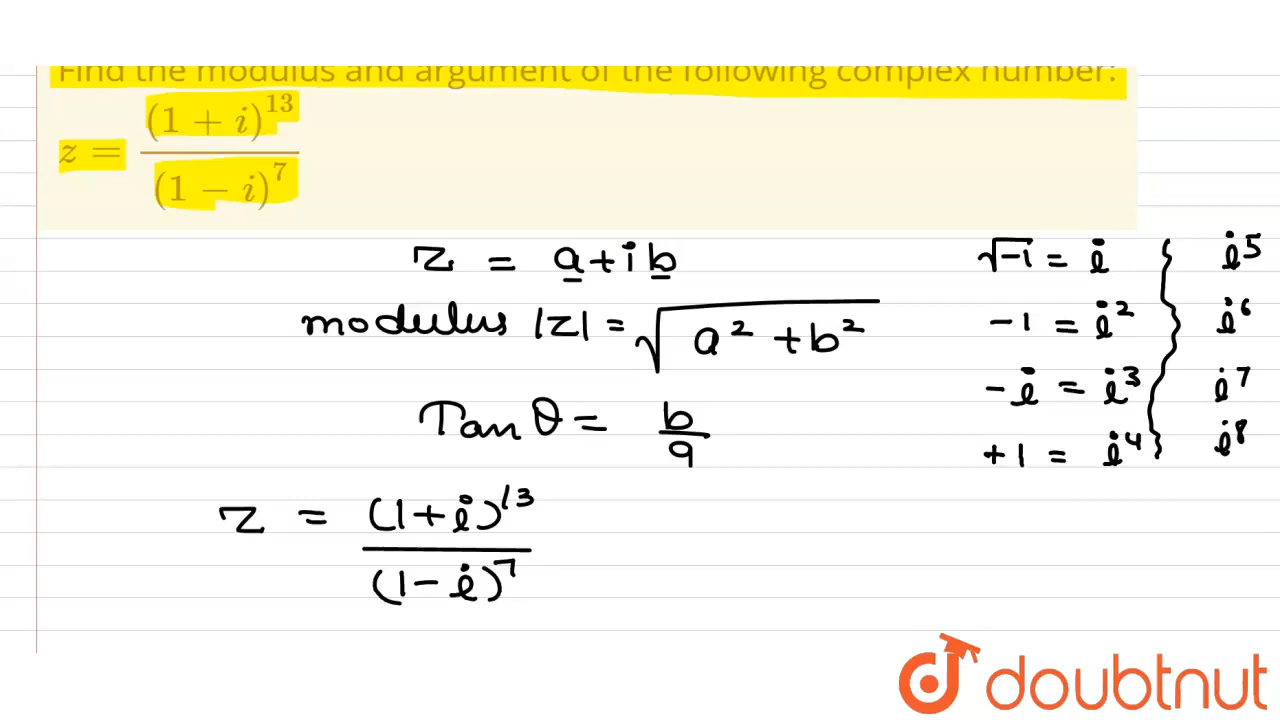 Find the modulus and argument of the following complex number:
z = (1 + i)^13 / (1 − i)^7
z = a + i b
modulus |z| = √(a² + b²)
Tan θ = b/a
z = (1 + i)^13 / (1 − i)^7
√-1 = i
-1 = i²
-i = i³
+1 = i⁴
i⁵
i⁶
i⁷
i⁸
doubtnut